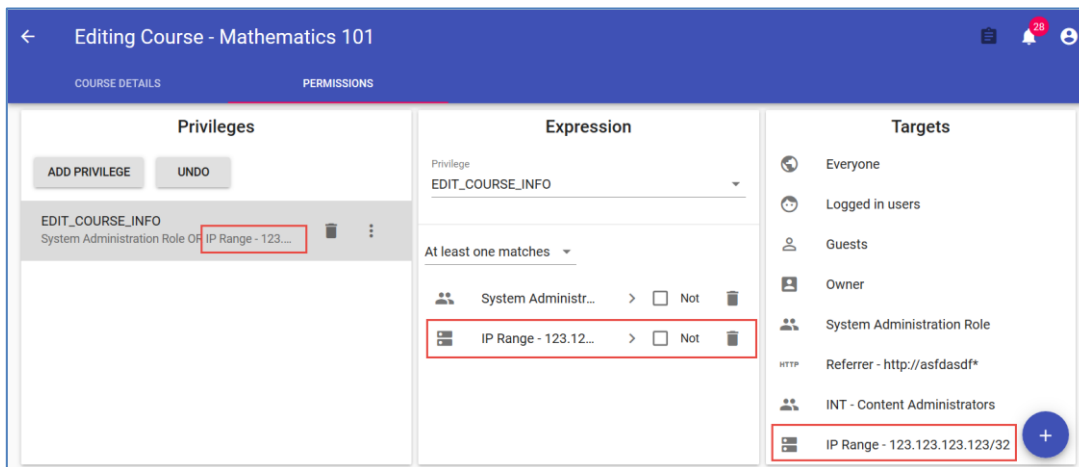 Editing Course - Mathematics 101
28
COURSE DETAILS
PERMISSIONS
Privileges
ADD PRIVILEGE
UNDO
EDIT_COURSE_INFO
System Administration Role OR IP Range - 123....
Expression
Privilege
EDIT_COURSE_INFO
At least one matches
System Administr...
Not
IP Range - 123.12...
Not
Targets
Everyone
Logged in users
Guests
Owner
System Administration Role
HTTP
Referrer - http://asfdasdf*
INT - Content Administrators
IP Range - 123.123.123.123/32